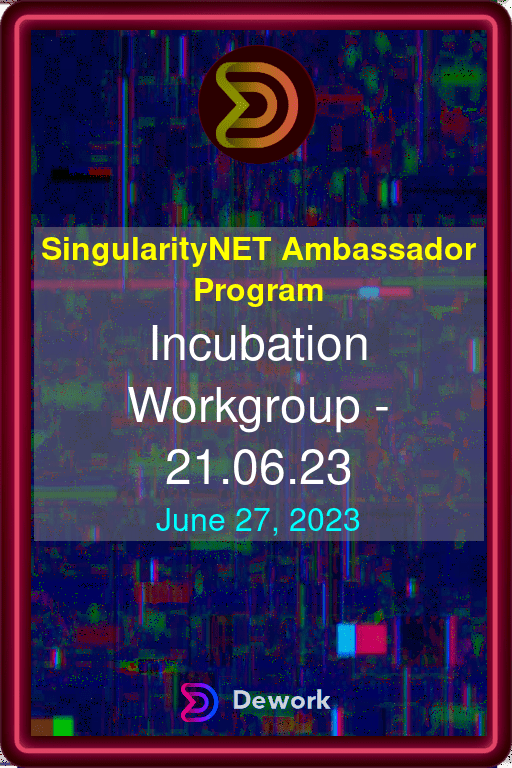 SingularityNET Ambassador
Program
Incubation
Workgroup -
21.06.23
June 27, 2023
Dework